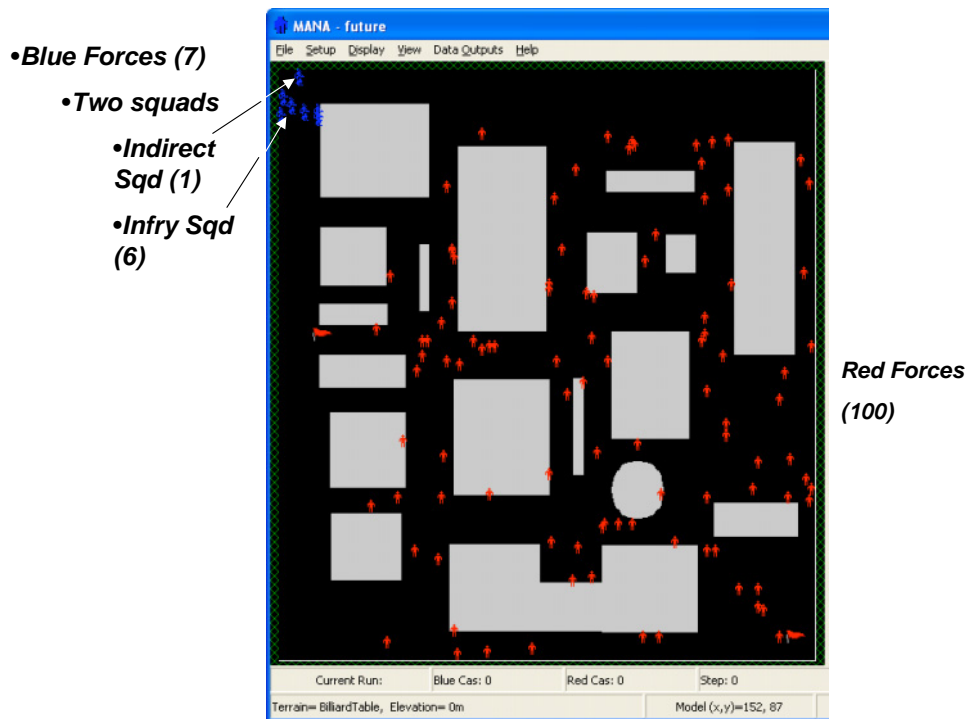 •Blue Forces (7)
•Two squads
•Indirect
Sqd (1)
•Infry Sqd
(6)
MANA - future
File Setup Display View Data Outputs Help
Red Forces
(100)
Current Run: Blue Cas: 0 Red Cas: 0 Step: 0
Terrain= BilliardTable, Elevation= 0m Model (x,y)=152, 87